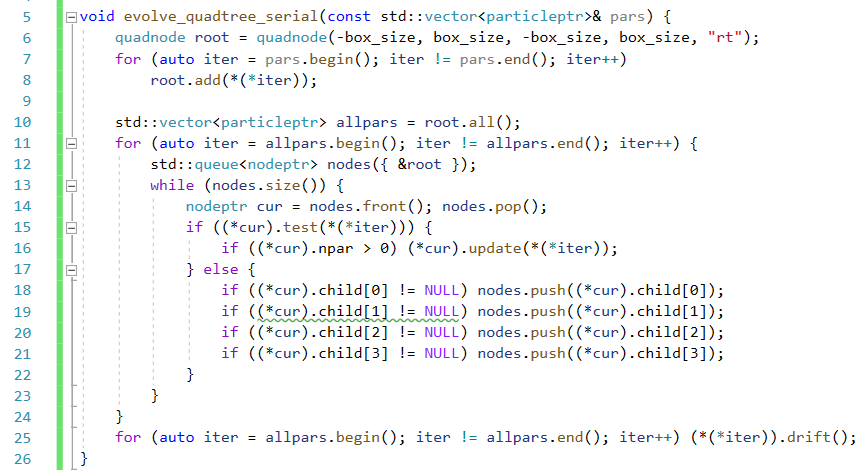 5 void evolve_quadtree_serial(const std::vector<particleptr>& pars) {
6     quadnode root = quadnode(-box_size, box_size, -box_size, box_size, "rt");
7     for (auto iter = pars.begin(); iter != pars.end(); iter++)
8         root.add(*(*iter));
9
10     std::vector<particleptr> allpars = root.all();
11     for (auto iter = allpars.begin(); iter != allpars.end(); iter++) {
12         std::queue<nodeptr> nodes({ &root });
13         while (nodes.size()) {
14             nodeptr cur = nodes.front(); nodes.pop();
15             if ((*cur).test(*(*iter))) {
16                 if ((*cur).npar > 0) (*cur).update(*(*iter));
17             } else {
18                 if ((*cur).child[0] != NULL) nodes.push((*cur).child[0]);
19                 if ((*cur).child[1] != NULL) nodes.push((*cur).child[1]);
20                 if ((*cur).child[2] != NULL) nodes.push((*cur).child[2]);
21                 if ((*cur).child[3] != NULL) nodes.push((*cur).child[3]);
22             }
23         }
24     }
25     for (auto iter = allpars.begin(); iter != allpars.end(); iter++) (*(*iter)).drift();
26 }